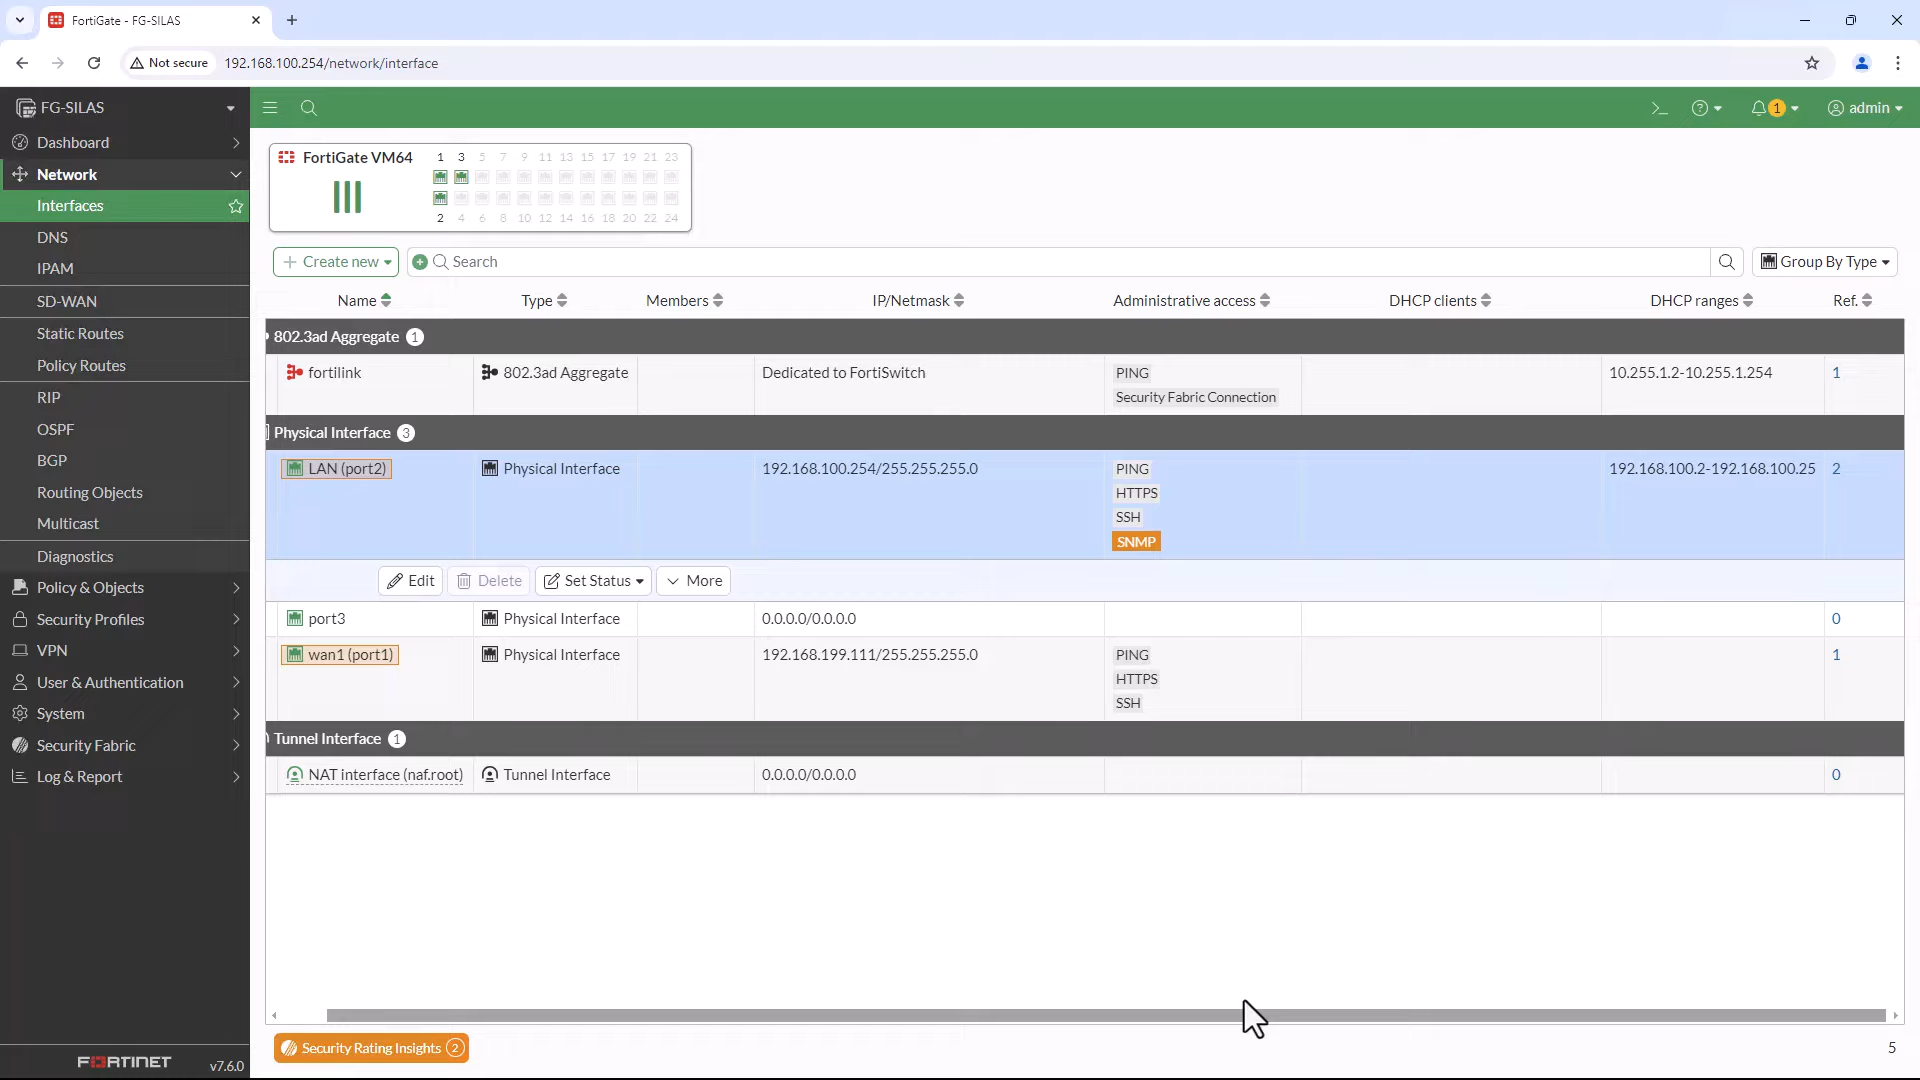 FortiGate - FG-SILAS
Not secure 192.168.100.254/network/interface
FG-SILAS
1
admin
Dashboard
Network
Interfaces
DNS
IPAM
SD-WAN
Static Routes
Policy Routes
RIP
OSPF
BGP
Routing Objects
Multicast
Diagnostics
Policy & Objects
Security Profiles
VPN
User & Authentication
System
Security Fabric
Log & Report
FORTINET v7.6.0
FortiGate VM64
1 3 5 7 9 11 13 15 17 19 21 23
2 4 6 8 10 12 14 16 18 20 22 24
Create new
Search
Group By Type
Name Type Members IP/Netmask Administrative access DHCP clients DHCP ranges Ref.
802.3ad Aggregate 1
fortilink 802.3ad Aggregate Dedicated to FortiSwitch PING 10.255.1.2-10.255.1.254 1
Security Fabric Connection
Physical Interface 3
LAN (port2) Physical Interface 192.168.100.254/255.255.255.0 PING 192.168.100.2-192.168.100.25 2
HTTPS
SSH
SNMP
Edit Delete Set Status More
port3 Physical Interface 0.0.0.0/0.0.0.0 0
wan1 (port1) Physical Interface 192.168.199.111/255.255.255.0 PING 1
HTTPS
SSH
Tunnel Interface 1
NAT interface (naf.root) Tunnel Interface 0.0.0.0/0.0.0.0 0
Security Rating Insights 2
5